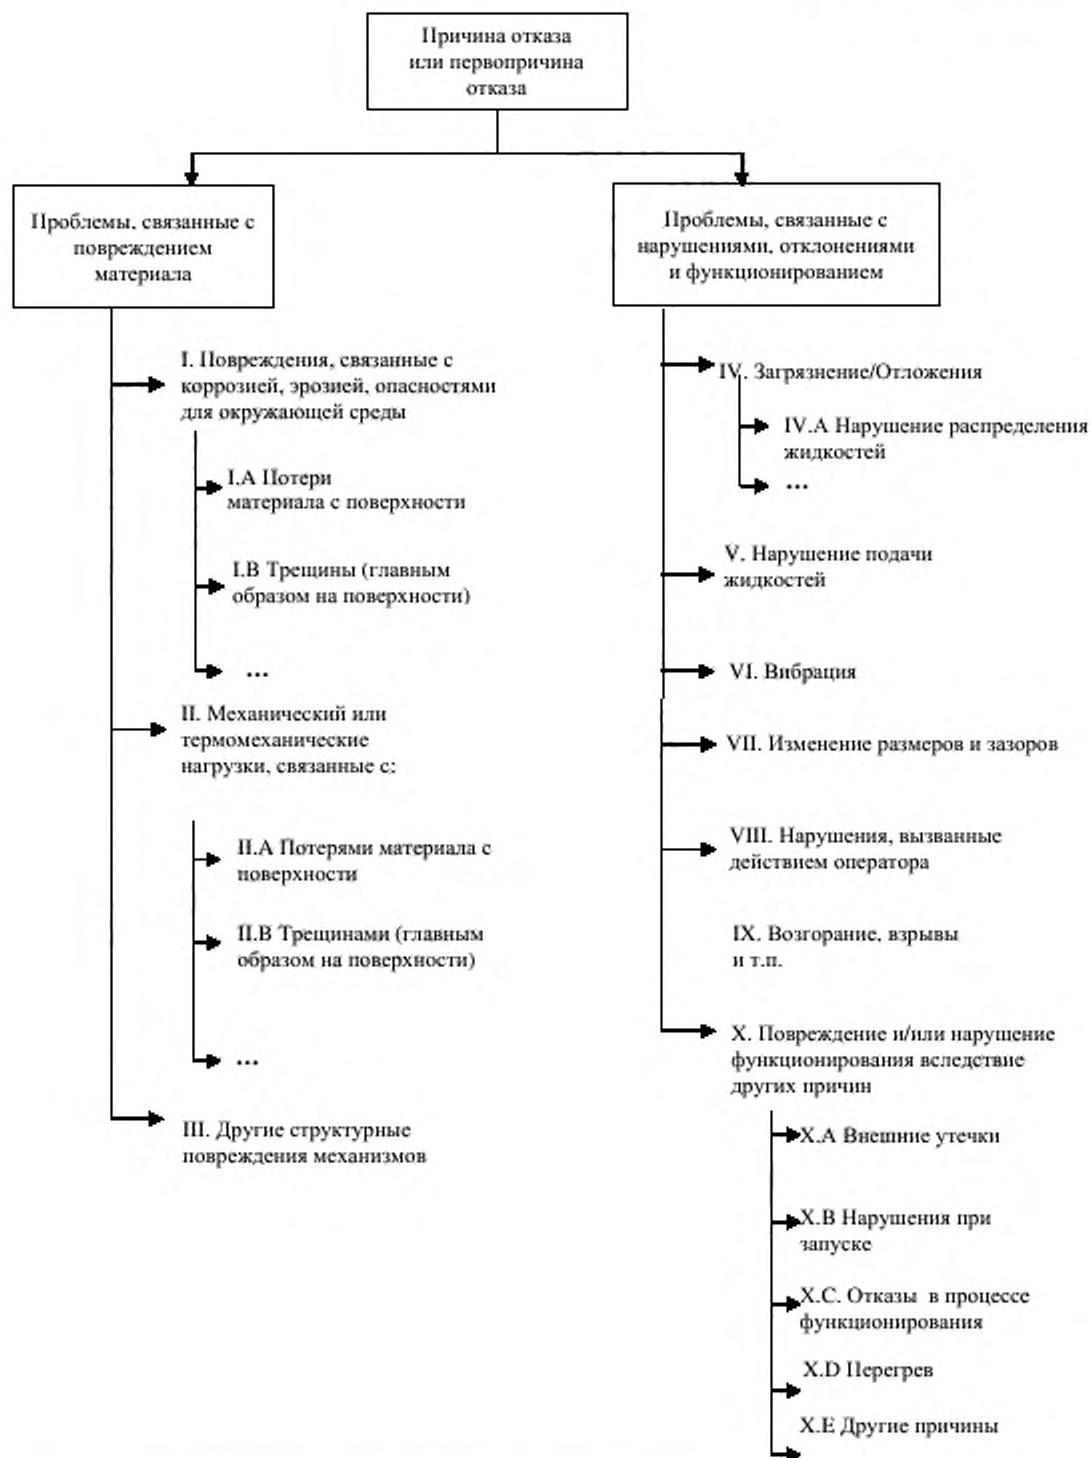 Причина отказа
или первопричина
отказа
Проблемы, связанные с
повреждением
материала
I. Повреждения, связанные с
коррозией, эрозией, опасностями
для окружающей среды
I.A Потери
материала с поверхности
I.B Трещины (главным
образом на поверхности)
...
II. Механический или
термомеханические
нагрузки, связанные с:
II.A Потерями материала с
поверхности
II.B Трещинами (главным
образом на поверхности)
...
III. Другие структурные
повреждения механизмов
Проблемы, связанные с
нарушениями, отклонениями
и функционированием
IV. Загрязнение/Отложения
IV.A Нарушение распределения
жидкостей
...
V. Нарушение подачи
жидкостей
VI. Вибрация
VII. Изменение размеров и зазоров
VIII. Нарушения, вызванные
действием оператора
IX. Возгорание, взрывы
и т.п.
X. Повреждение и/или нарушение
функционирования вследствие
других причин
X.A Внешние утечки
X.B Нарушения при
запуске
X.C. Отказы в процессе
функционирования
X.D Перегрев
X.E Другие причины